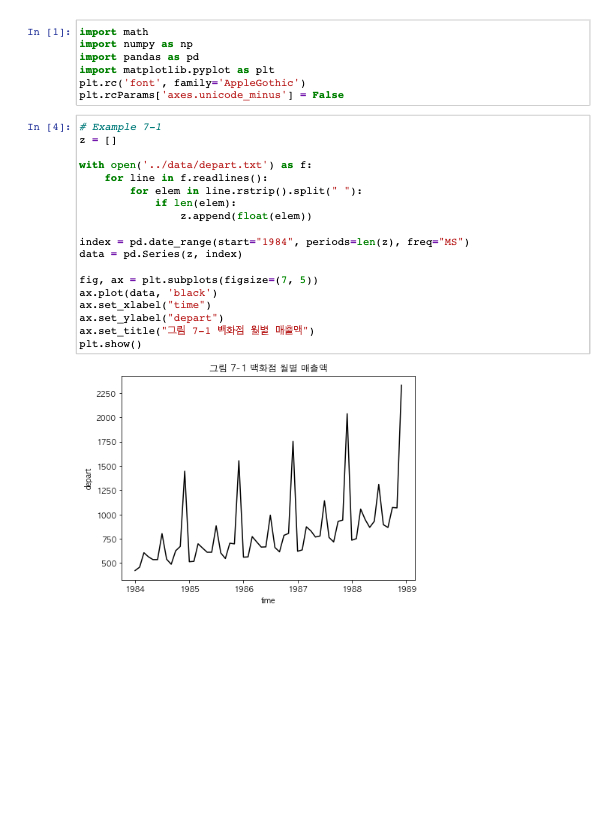 In [1]: import math
import numpy as np
import pandas as pd
import matplotlib.pyplot as plt
plt.rc('font', family='AppleGothic')
plt.rcParams['axes.unicode_minus'] = False
In [4]: # Example 7-1
z = []
with open('../data/depart.txt') as f:
for line in f.readlines():
for elem in line.rstrip().split(" "):
if len(elem):
z.append(float(elem))
index = pd.date_range(start="1984", periods=len(z), freq="MS")
data = pd.Series(z, index)
fig, ax = plt.subplots(figsize=(7, 5))
ax.plot(data, 'black')
ax.set_xlabel("time")
ax.set_ylabel("depart")
ax.set_title("그림 7-1 백화점 월별 매출액")
plt.show()
그림 7-1 백화점 월별 매출액
2250
2000
1750
1500
1250
1000
750
500
depart
1984 1985 1986 1987 1988 1989
time